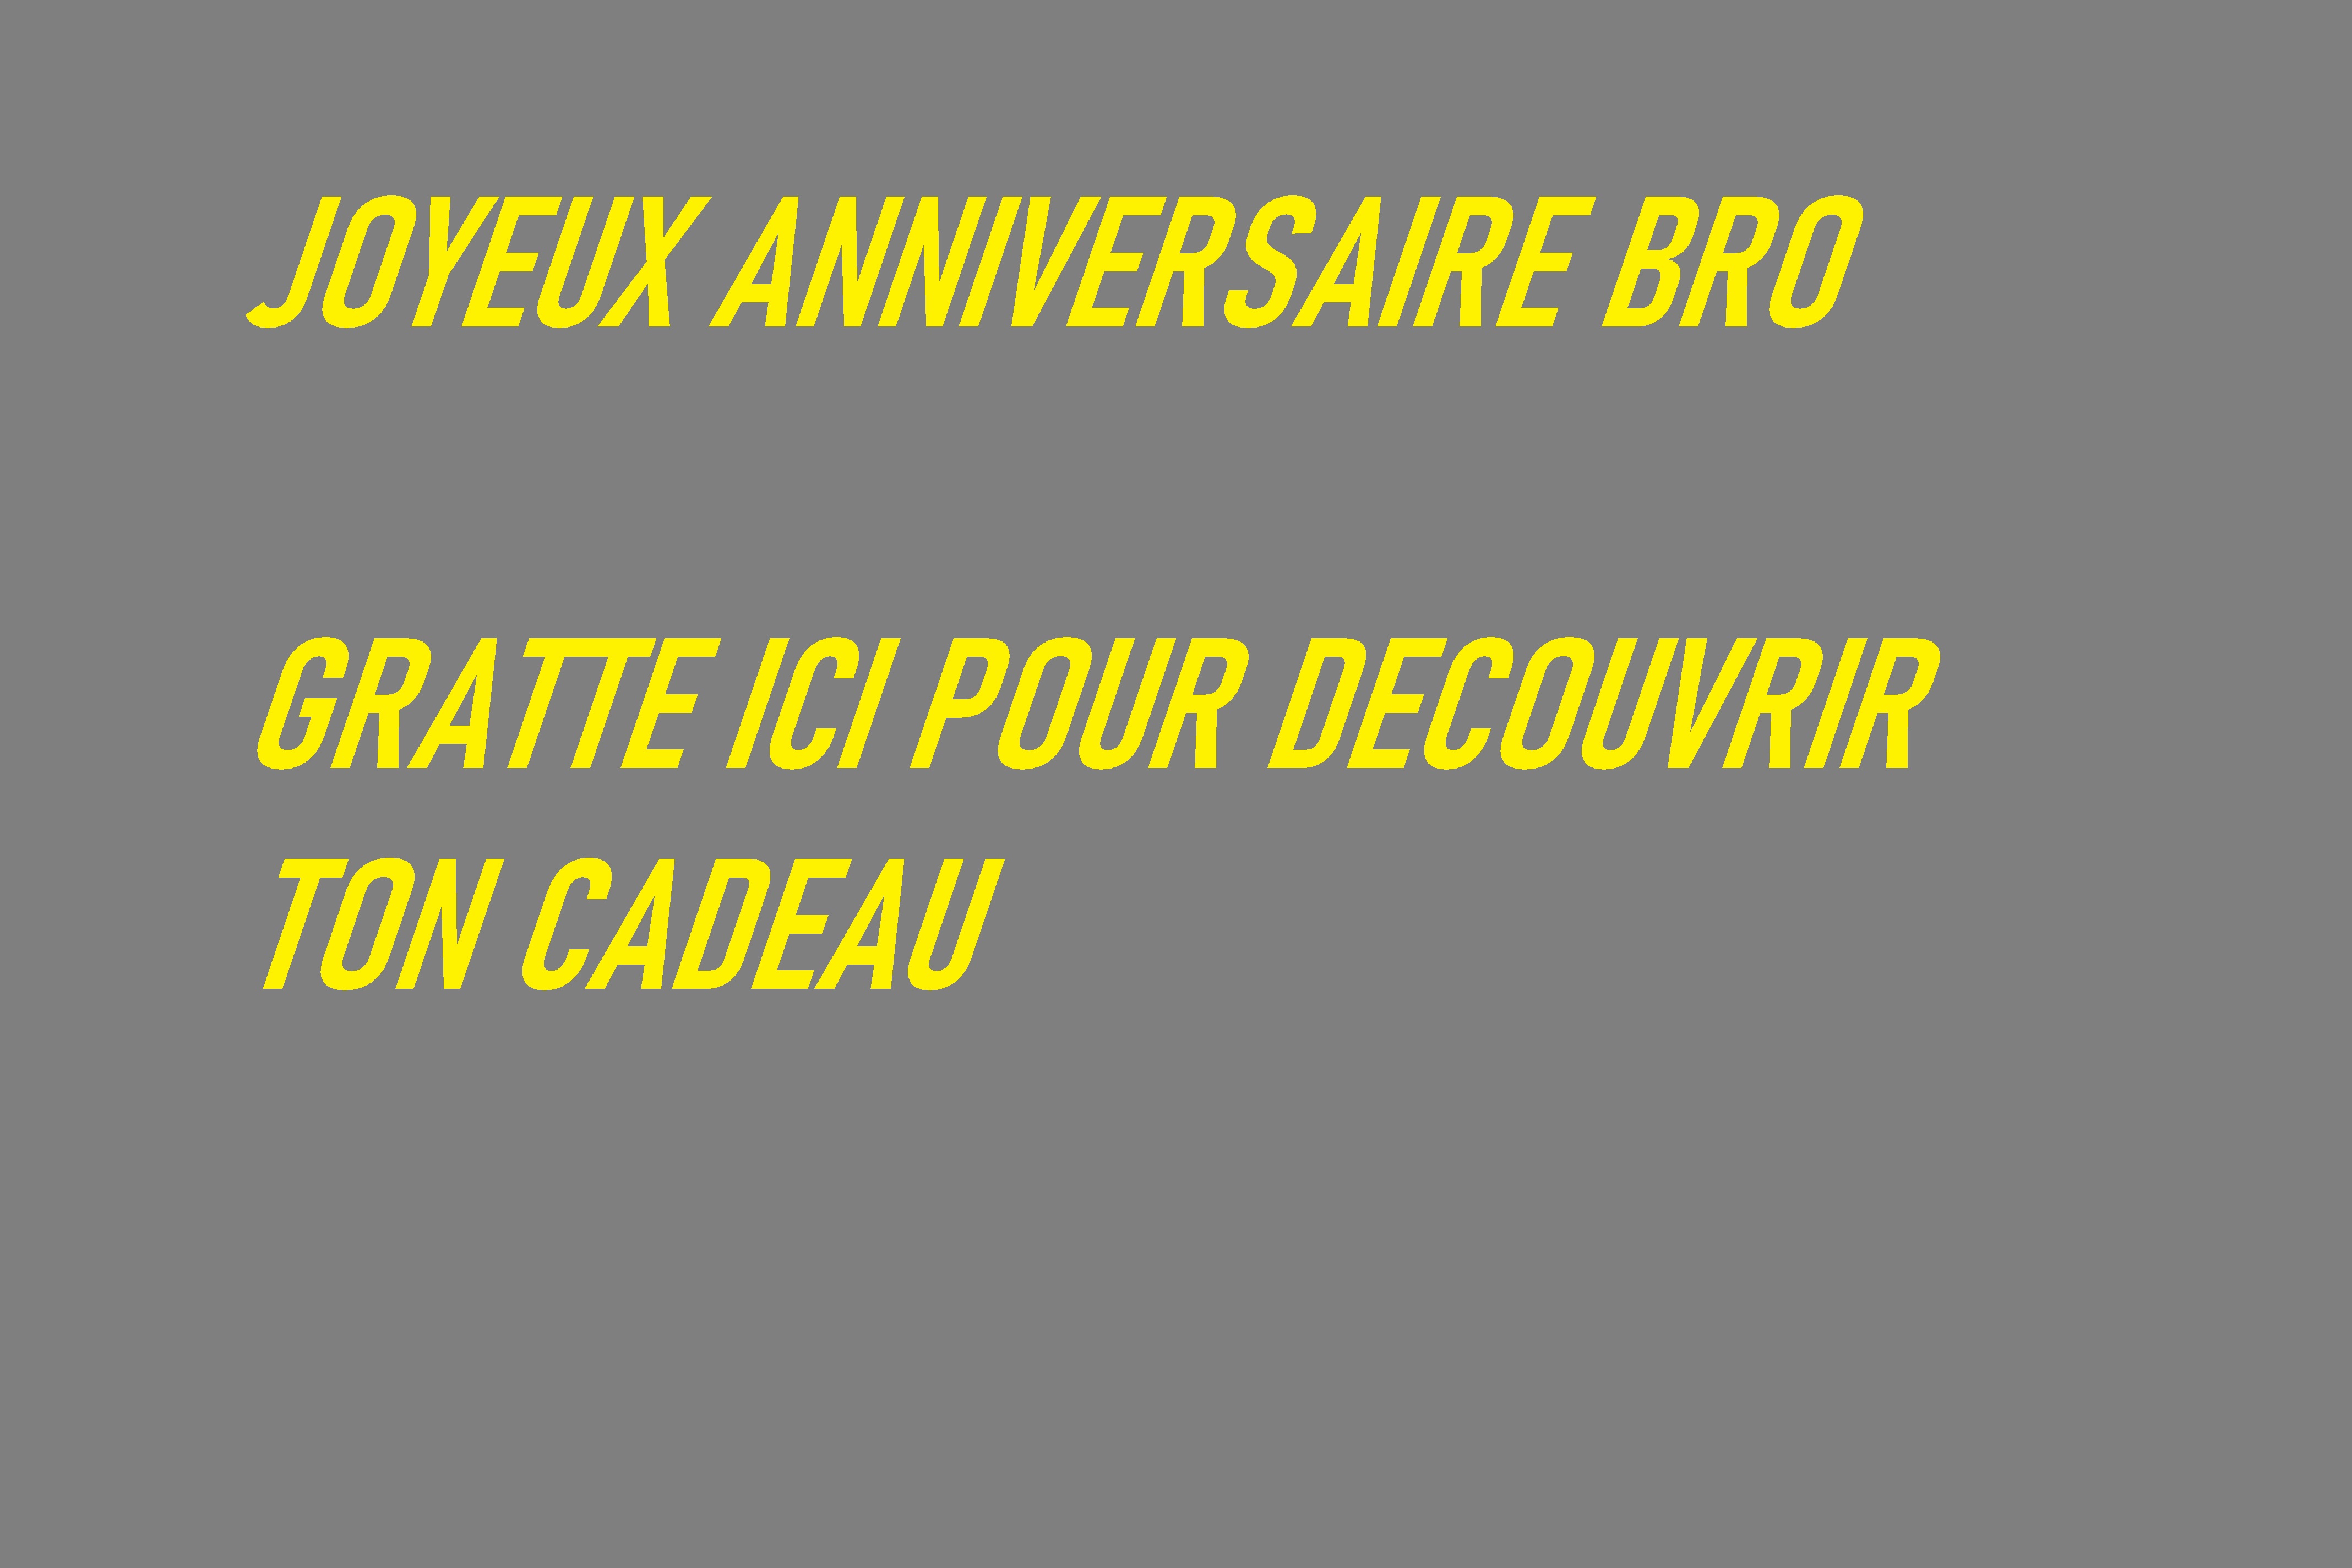 JOYEUX ANNIVERSAIRE BRO
GRATTE ICI POUR DECOUVRIR
TON CADEAU